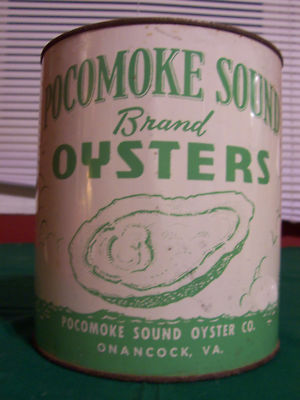 POCOMOKE SOUND
Brand
OYSTERS
POCOMOKE SOUND OYSTER CO.
ONANCOCK, VA.